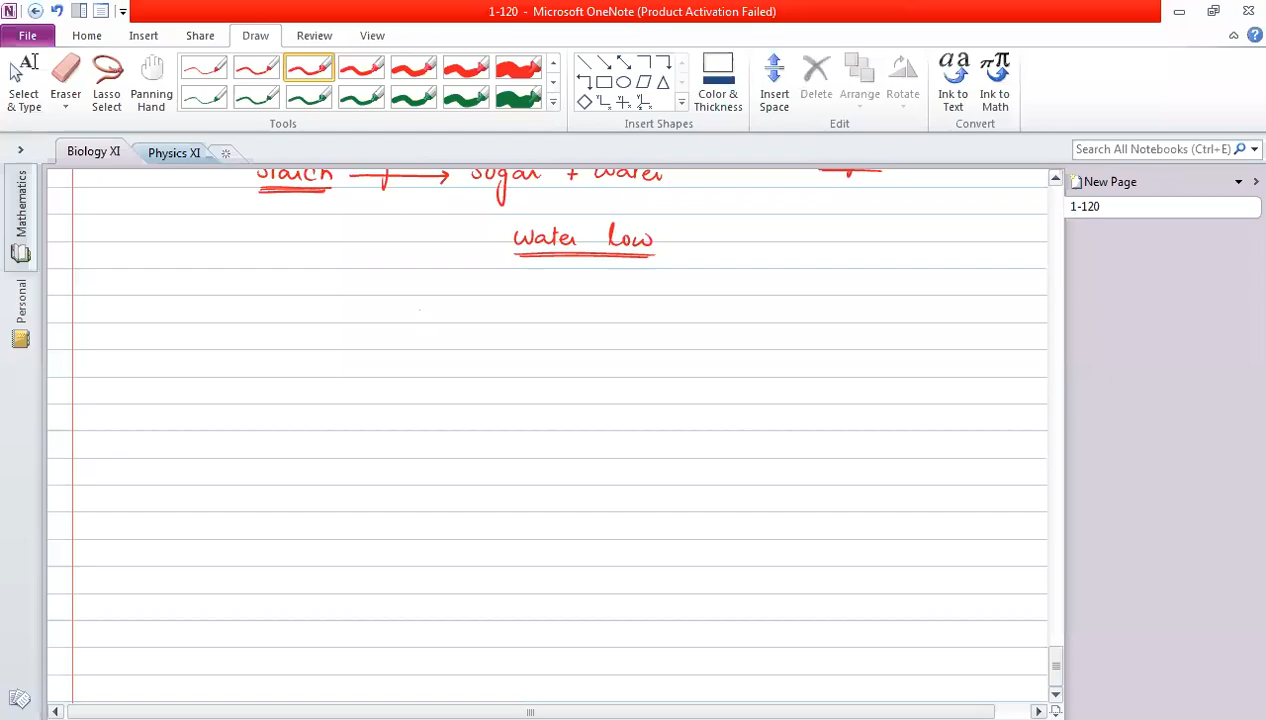 1-120 - Microsoft OneNote (Product Activation Failed)
File Home Insert Share Draw Review View
Select & Type
Eraser
Lasso Select
Panning Hand
Color & Thickness
Insert Space
Delete
Arrange
Rotate
Ink to Text
Ink to Math
Tools
Insert Shapes
Edit
Convert
Biology XI
Physics XI
Search All Notebooks (Ctrl+E)
New Page
1-120
Mathematics
Personal
Starch → Sugar + Water
Water low